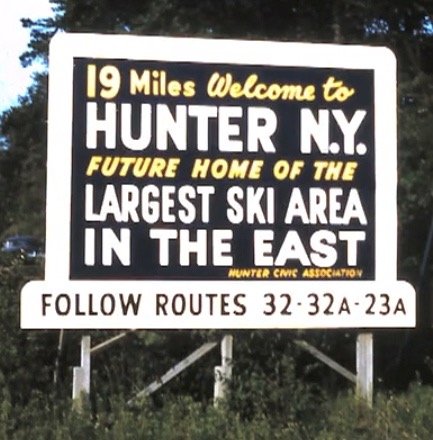 19 Miles Welcome to
HUNTER N.Y.
FUTURE HOME OF THE
LARGEST SKI AREA
IN THE EAST
HUNTER CIVIC ASSOCIATION
FOLLOW ROUTES 32-32A-23A